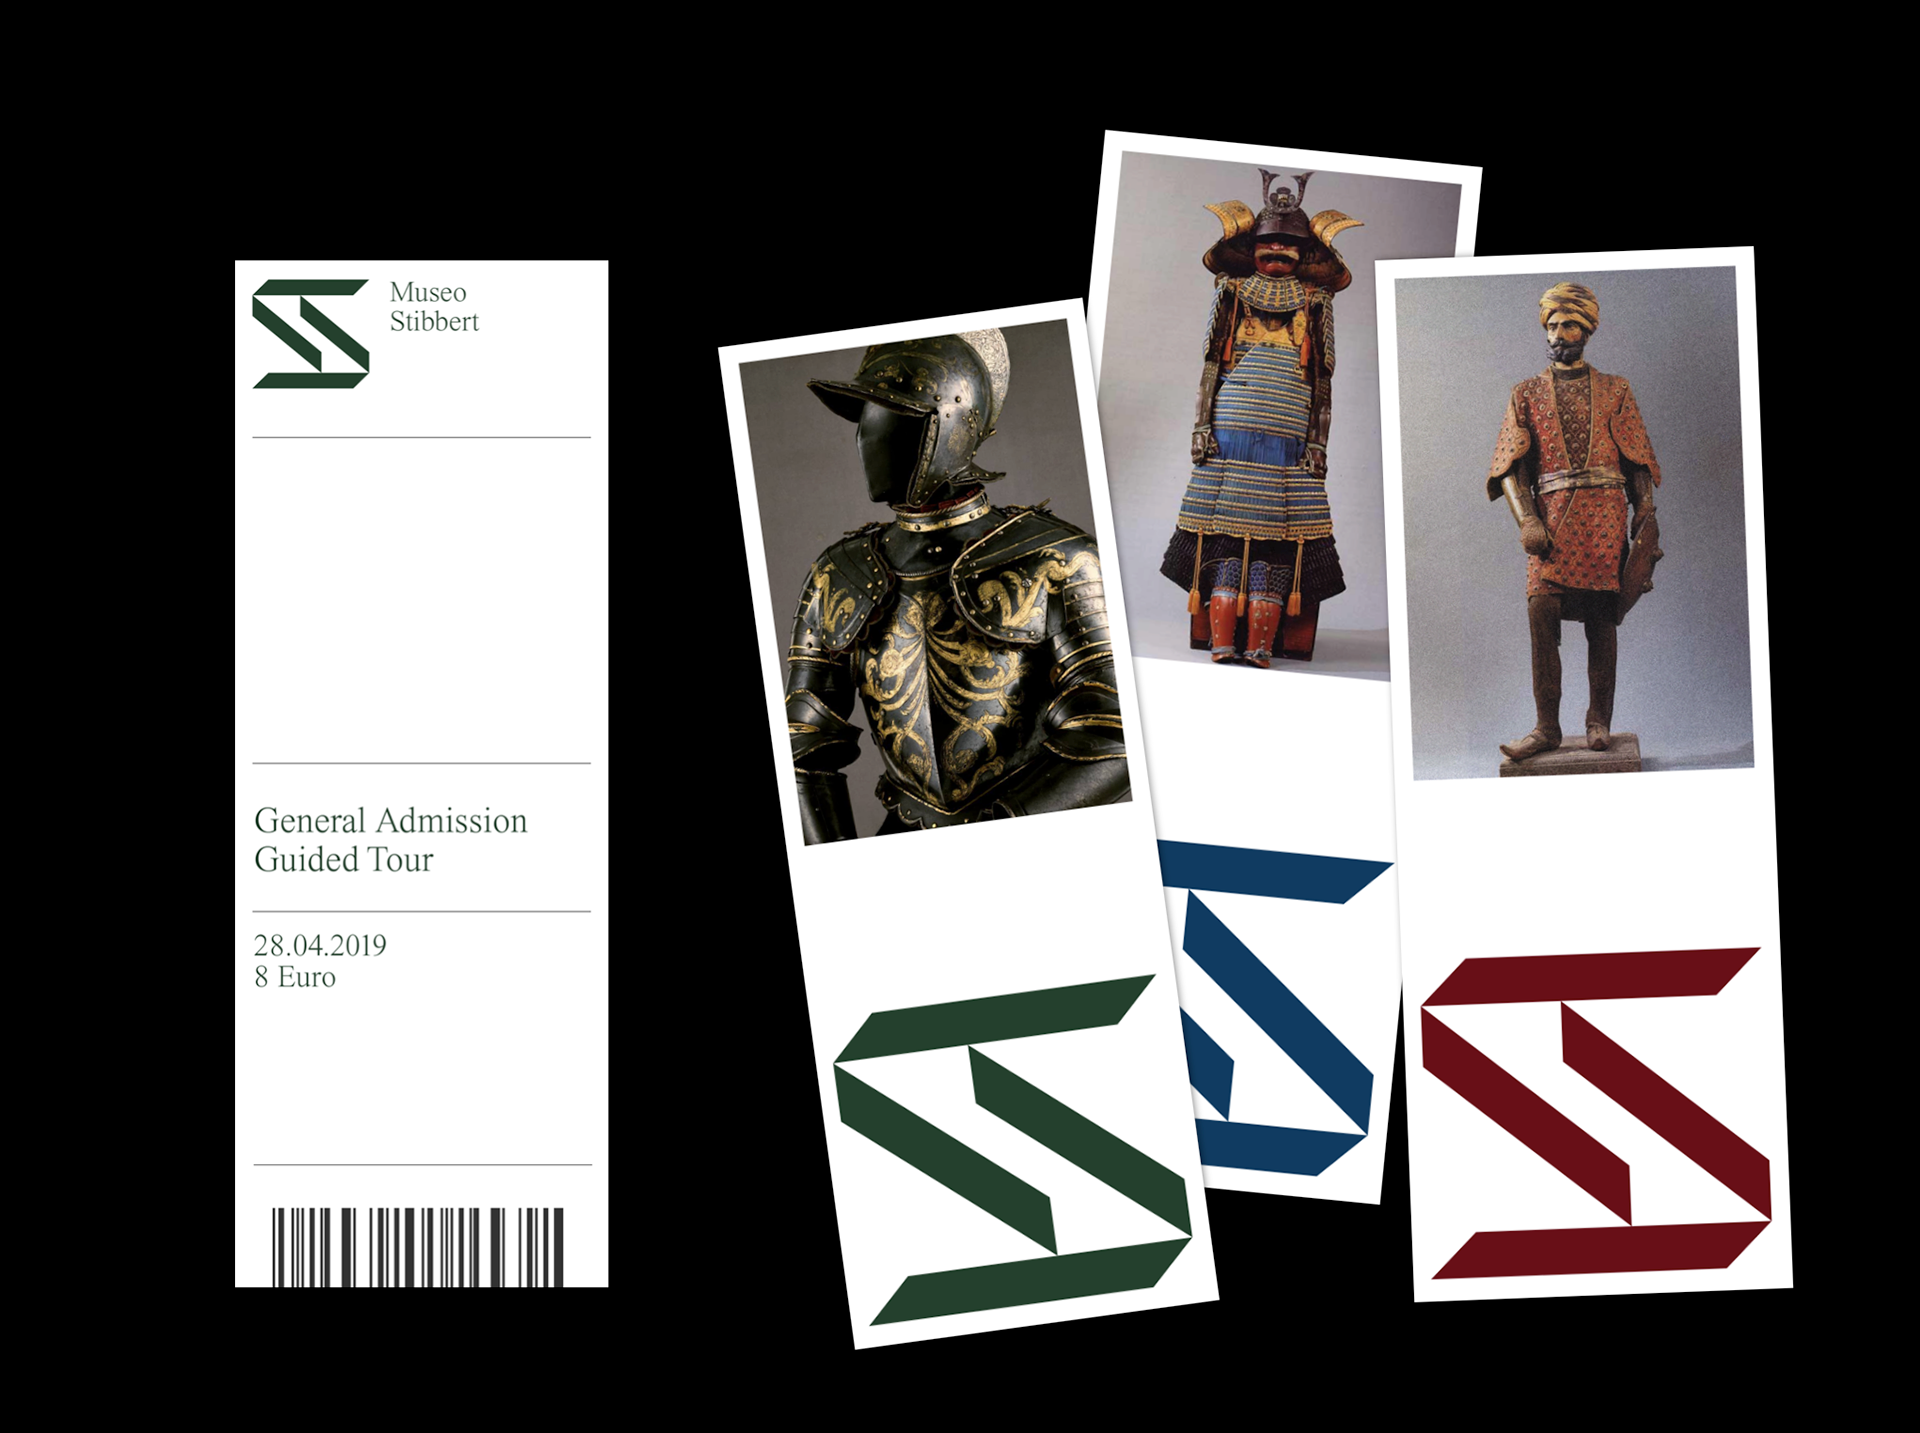 Museo
Stibbert
General Admission
Guided Tour
28.04.2019
8 Euro